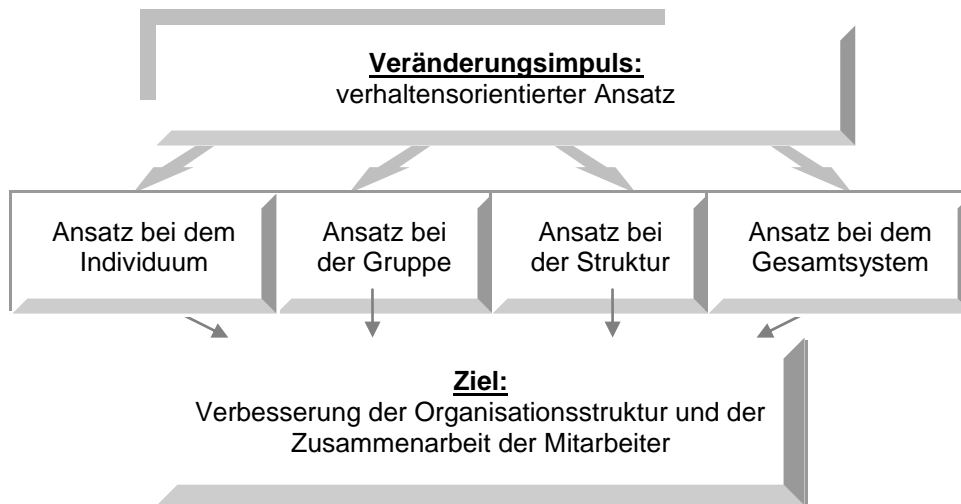 Veränderungsimpuls:
verhaltensorientierter Ansatz
Ansatz bei dem
Individuum
Ansatz bei
der Gruppe
Ansatz bei
der Struktur
Ansatz bei dem
Gesamtsystem
Ziel:
Verbesserung der Organisationsstruktur und der
Zusammenarbeit der Mitarbeiter